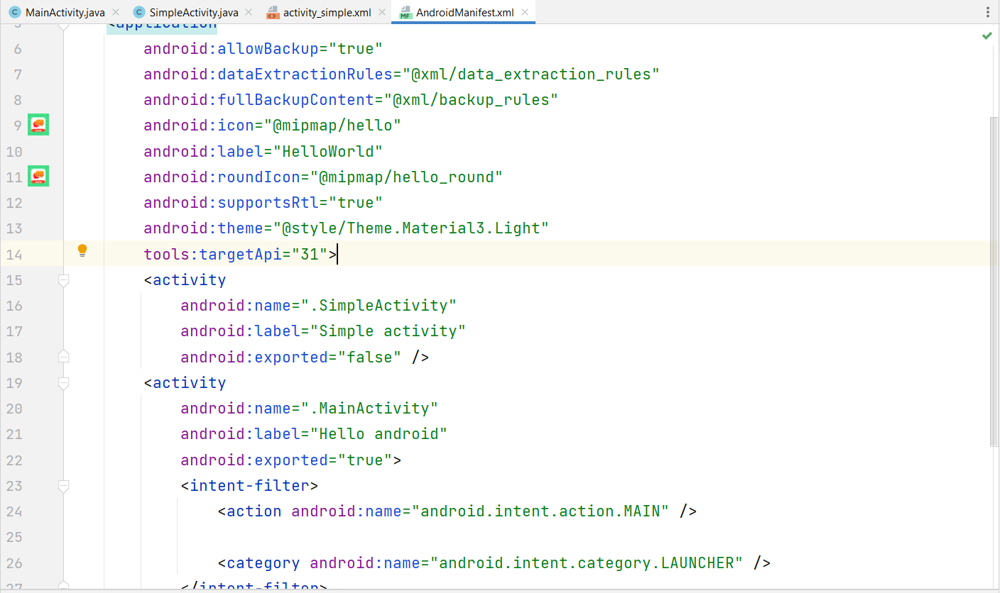 MainActivity.java SimpleActivity.java activity_simple.xml AndroidManifest.xml
5 <application
6 android:allowBackup="true"
7 android:dataExtractionRules="@xml/data_extraction_rules"
8 android:fullBackupContent="@xml/backup_rules"
9 android:icon="@mipmap/hello"
10 android:label="HelloWorld"
11 android:roundIcon="@mipmap/hello_round"
12 android:supportsRtl="true"
13 android:theme="@style/Theme.Material3.Light"
14 tools:targetApi="31">
15 <activity
16 android:name=".SimpleActivity"
17 android:label="Simple activity"
18 android:exported="false" />
19 <activity
20 android:name=".MainActivity"
21 android:label="Hello android"
22 android:exported="true">
23 <intent-filter>
24 <action android:name="android.intent.action.MAIN" />
25
26 <category android:name="android.intent.category.LAUNCHER" />
27 </intent-filter>